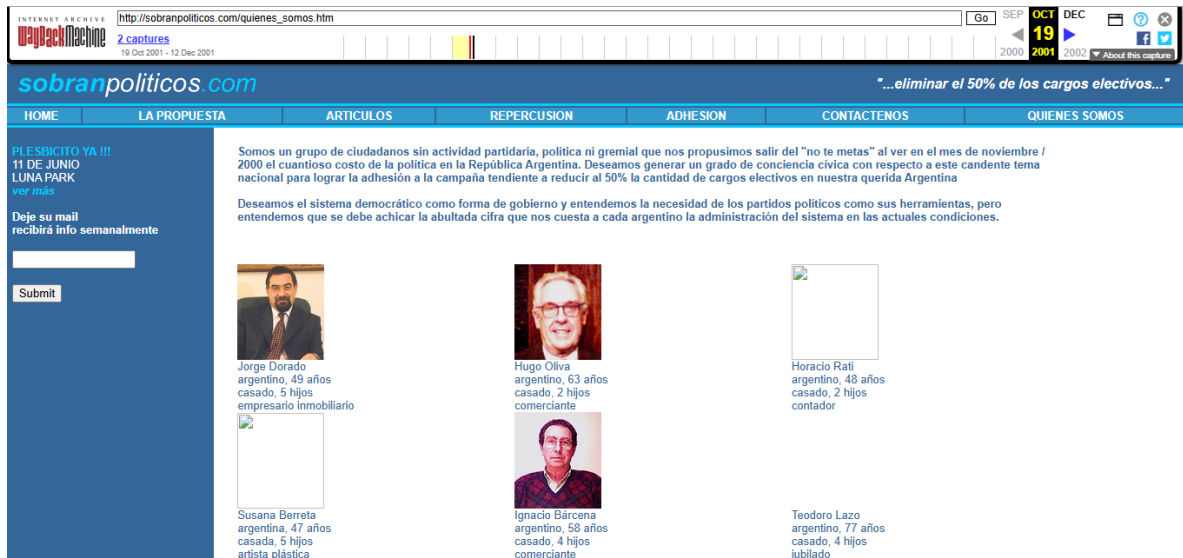 INTERNET ARCHIVE
WayBackMachine
http://sobranpoliticos.com/quienes_somos.htm
Go
SEP OCT DEC
2 captures
19
19 Oct 2001 - 12 Dec 2001
2000 2001 2002
▼ About this capture
sobranpoliticos.com
"...eliminar el 50% de los cargos electivos..."
HOME
LA PROPUESTA
ARTICULOS
REPERCUSION
ADHESION
CONTACTENOS
QUIENES SOMOS
PLESBICITO YA !!!
11 DE JUNIO
LUNA PARK
ver más
Deje su mail
recibirá info semanalmente
Submit
Somos un grupo de ciudadanos sin actividad partidaria, política ni gremial que nos propusimos salir del "no te metas" al ver en el mes de noviembre /
2000 el cuantioso costo de la política en la República Argentina. Deseamos generar un grado de conciencia cívica con respecto a este candente tema
nacional para lograr la adhesión a la campaña tendiente a reducir al 50% la cantidad de cargos electivos en nuestra querida Argentina
Deseamos el sistema democrático como forma de gobierno y entendemos la necesidad de los partidos políticos como sus herramientas, pero
entendemos que se debe achicar la abultada cifra que nos cuesta a cada argentino la administración del sistema en las actuales condiciones.
Jorge Dorado
argentino, 49 años
casado, 5 hijos
empresario inmobiliario
Hugo Oliva
argentino, 63 años
casado, 2 hijos
comerciante
Horacio Rati
argentino, 48 años
casado, 2 hijos
contador
Susana Berreta
argentina, 47 años
casada, 5 hijos
artista plástica
Ignacio Bárcena
argentino, 58 años
casado, 4 hijos
comerciante
Teodoro Lazo
argentino, 77 años
casado, 4 hijos
jubilado